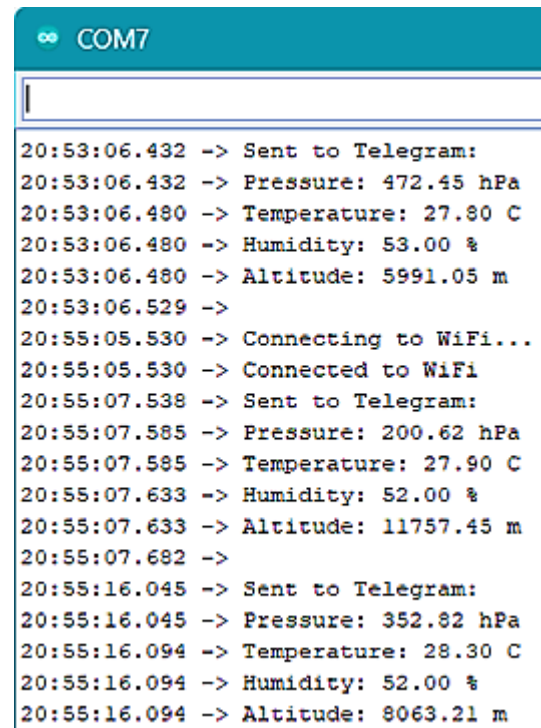 COM7
20:53:06.432 -> Sent to Telegram:
20:53:06.432 -> Pressure: 472.45 hPa
20:53:06.480 -> Temperature: 27.80 C
20:53:06.480 -> Humidity: 53.00 %
20:53:06.480 -> Altitude: 5991.05 m
20:53:06.529 ->
20:55:05.530 -> Connecting to WiFi...
20:55:05.530 -> Connected to WiFi
20:55:07.538 -> Sent to Telegram:
20:55:07.585 -> Pressure: 200.62 hPa
20:55:07.585 -> Temperature: 27.90 C
20:55:07.633 -> Humidity: 52.00 %
20:55:07.633 -> Altitude: 11757.45 m
20:55:07.682 ->
20:55:16.045 -> Sent to Telegram:
20:55:16.045 -> Pressure: 352.82 hPa
20:55:16.094 -> Temperature: 28.30 C
20:55:16.094 -> Humidity: 52.00 %
20:55:16.094 -> Altitude: 8063.21 m